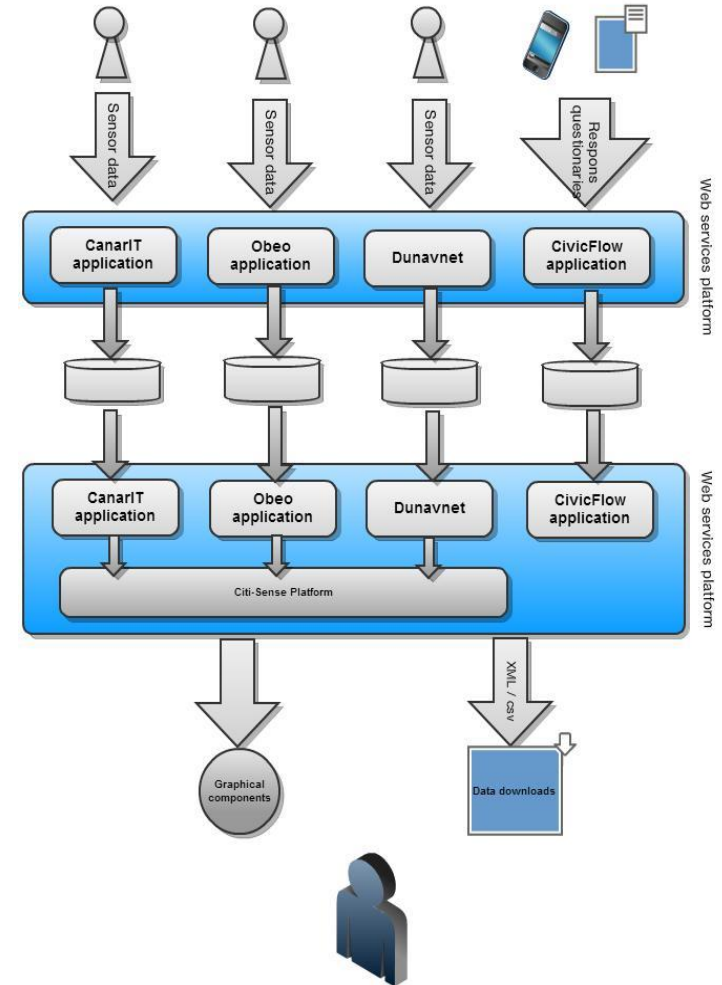 Sensor data
Sensor data
Sensor data
Respons
questionaries
Web services platform
CanarIT
application
Obeo
application
Dunavnet
CivicFlow
application
CanarIT
application
Obeo
application
Dunavnet
CivicFlow
application
Web services platform
Citi-Sense Platform
XML / csv
Graphical
components
Data downloads